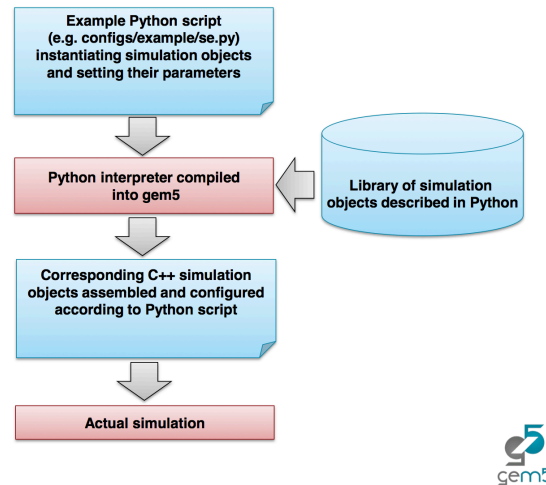 Example Python script
(e.g. configs/example/se.py)
instantiating simulation objects
and setting their parameters
Python interpreter compiled
into gem5
Library of simulation
objects described in Python
Corresponding C++ simulation
objects assembled and configured
according to Python script
Actual simulation
g5
gem5